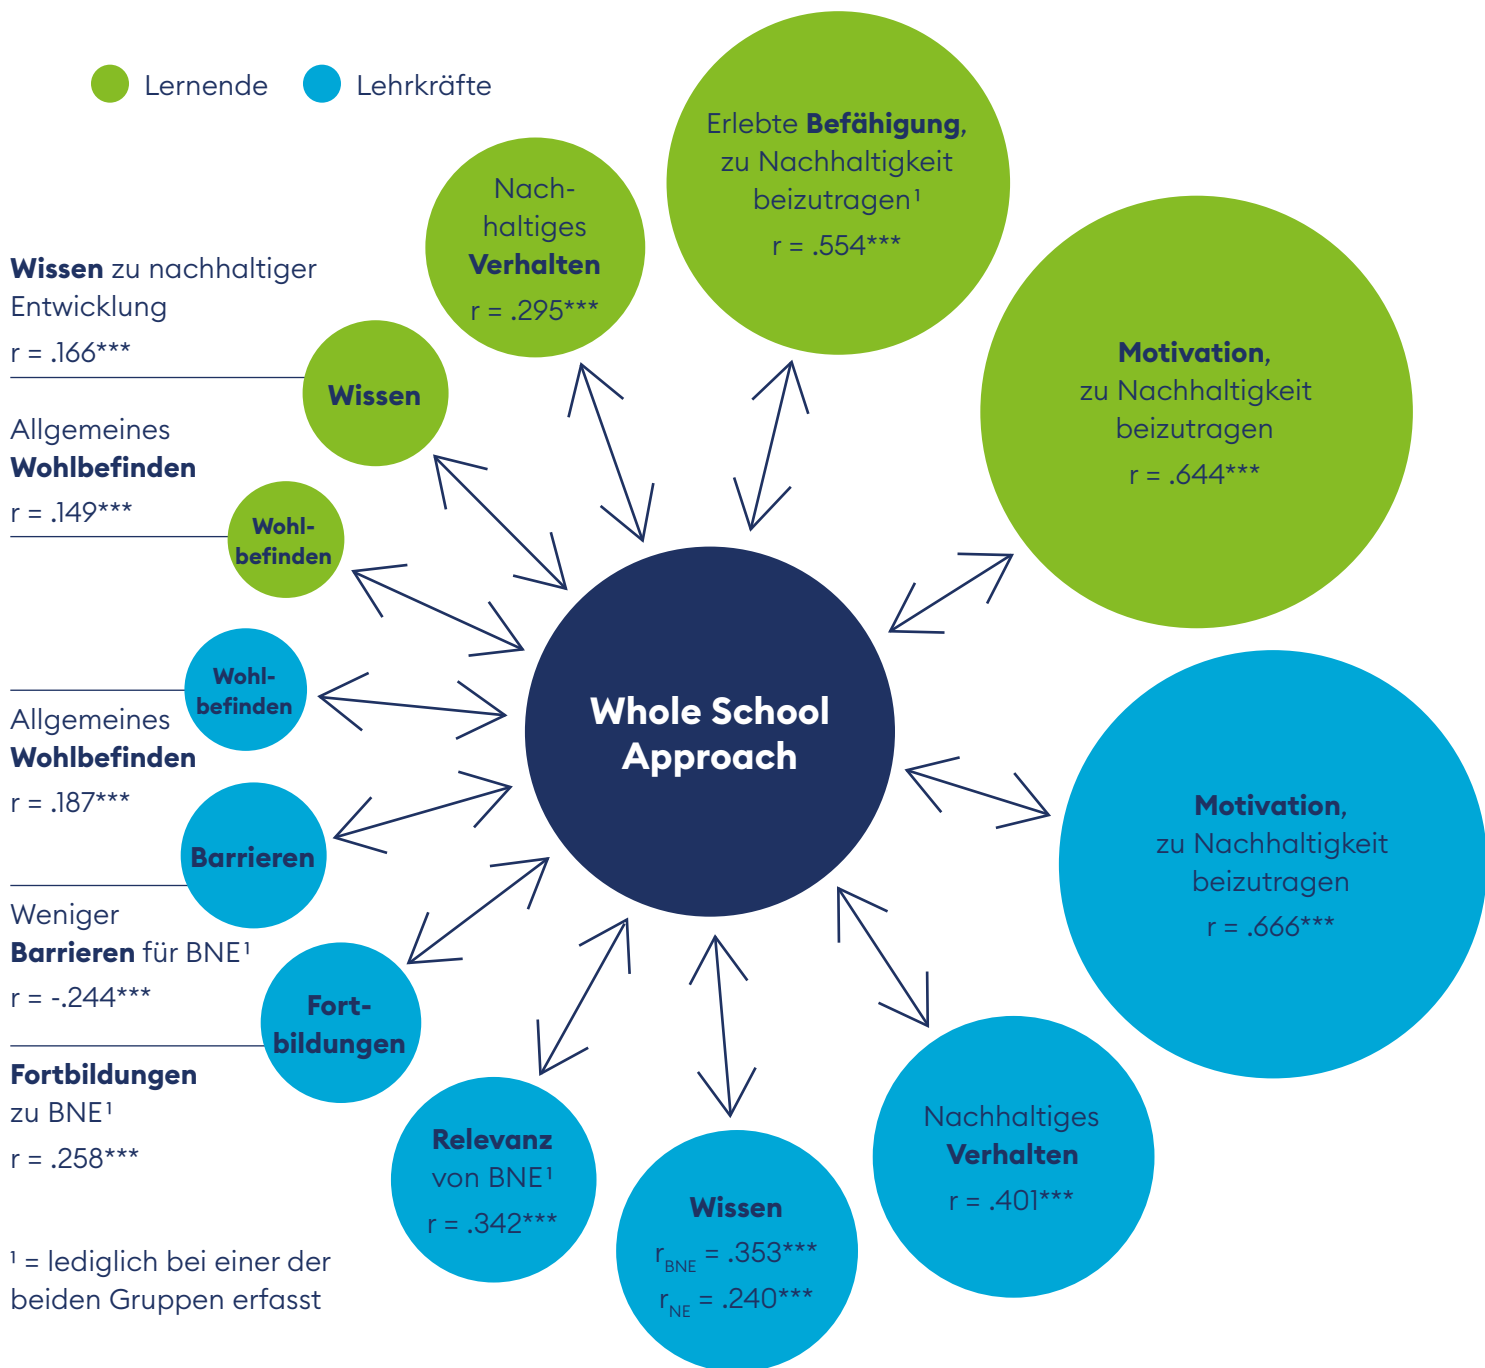 Lernende
Lehrkräfte
Erlebte Befähigung,
zu Nachhaltigkeit
beizutragen¹
r = .554***
Nach-
haltiges
Verhalten
r = .295***
Motivation,
zu Nachhaltigkeit
beizutragen
r = .644***
Wissen zu nachhaltiger
Entwicklung
r = .166***
Wissen
Allgemeines
Wohlbefinden
r = .149***
Wohl-
befinden
Whole School
Approach
Wohl-
befinden
Allgemeines
Wohlbefinden
r = .187***
Motivation,
zu Nachhaltigkeit
beizutragen
r = .666***
Barrieren
Weniger
Barrieren für BNE¹
r = -.244***
Fort-
bildungen
Fortbildungen
zu BNE¹
r = .258***
Relevanz
von BNE¹
r = .342***
Wissen
r BNE = .353***
r NE = .240***
Nachhaltiges
Verhalten
r = .401***
¹ = lediglich bei einer der
beiden Gruppen erfasst